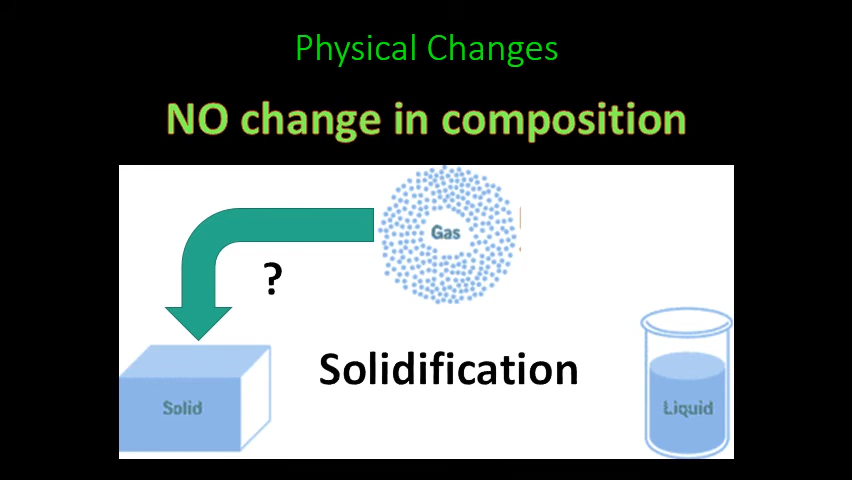 Physical Changes
NO change in composition
Gas
?
Solidification
Solid
Liquid